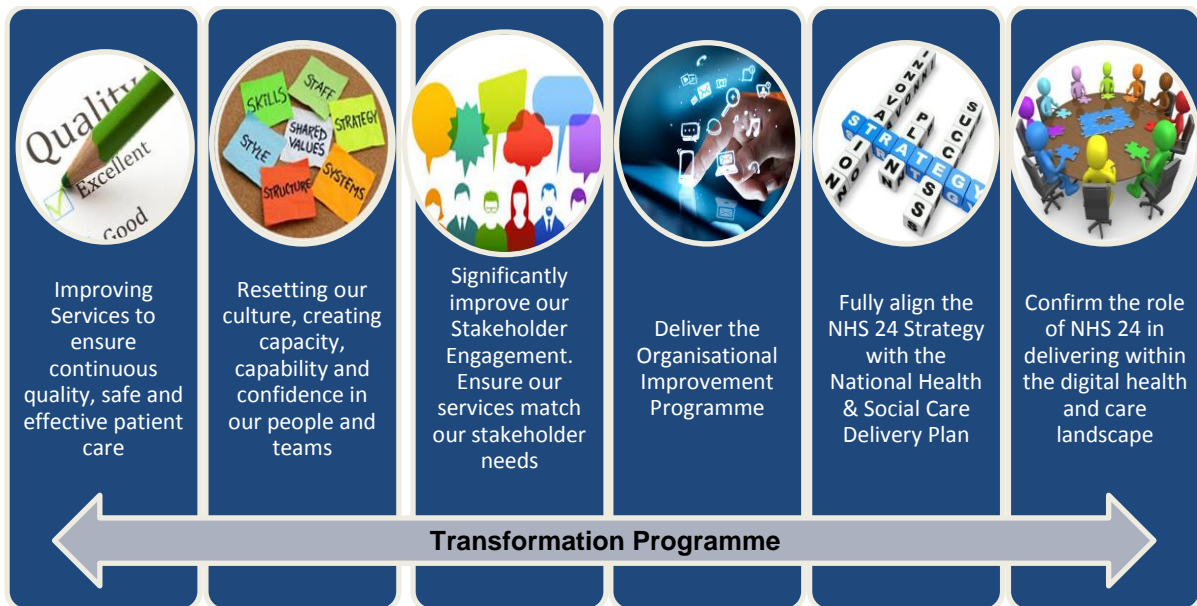 Quality
Excellent
Good
Improving
Services to
ensure
continuous
quality, safe and
effective patient
care
SKILLS
STAFF
STRATEGY
STYLE
SHARED
VALUES
STRUCTURE
SYSTEMS
Resetting our
culture, creating
capacity,
capability and
confidence in
our people and
teams
Significantly
improve our
Stakeholder
Engagement.
Ensure our
services match
our stakeholder
needs
Deliver the
Organisational
Improvement
Programme
INNOVATION
STRATEGY
SUCCESS
Fully align the
NHS 24 Strategy
with the
National Health
& Social Care
Delivery Plan
Confirm the role
of NHS 24 in
delivering within
the digital health
and care
landscape
Transformation Programme